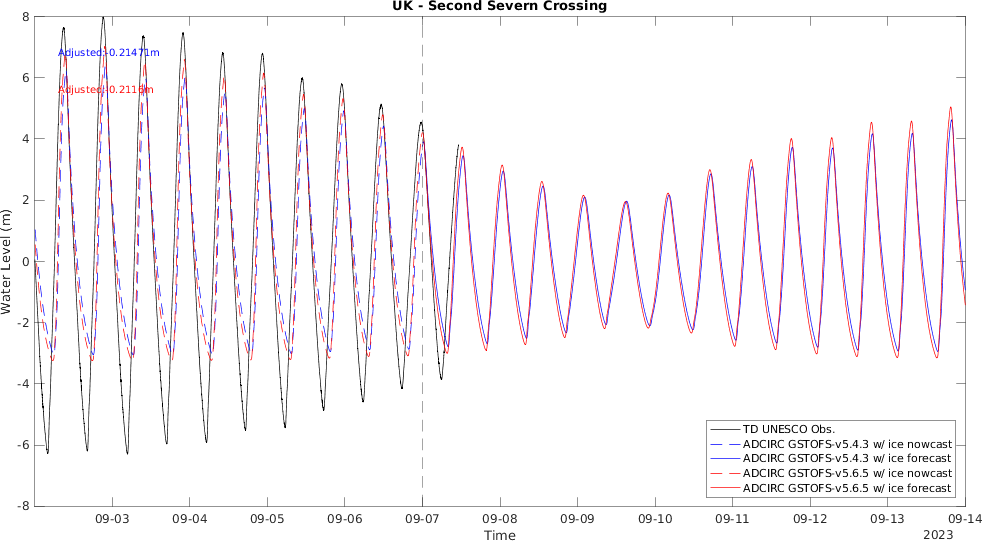 UK - Second Severn Crossing
8
6
4
2
0
-2
-4
-6
-8
Water Level (m)
Adjusted:-0.21471m
Adjusted:-0.2116m
TD UNESCO Obs.
ADCIRC GSTOFS-v5.4.3 w/ ice nowcast
ADCIRC GSTOFS-v5.4.3 w/ ice forecast
ADCIRC GSTOFS-v5.6.5 w/ ice nowcast
ADCIRC GSTOFS-v5.6.5 w/ ice forecast
09-03 09-04 09-05 09-06 09-07 09-08 09-09 09-10 09-11 09-12 09-13 09-14
Time
2023